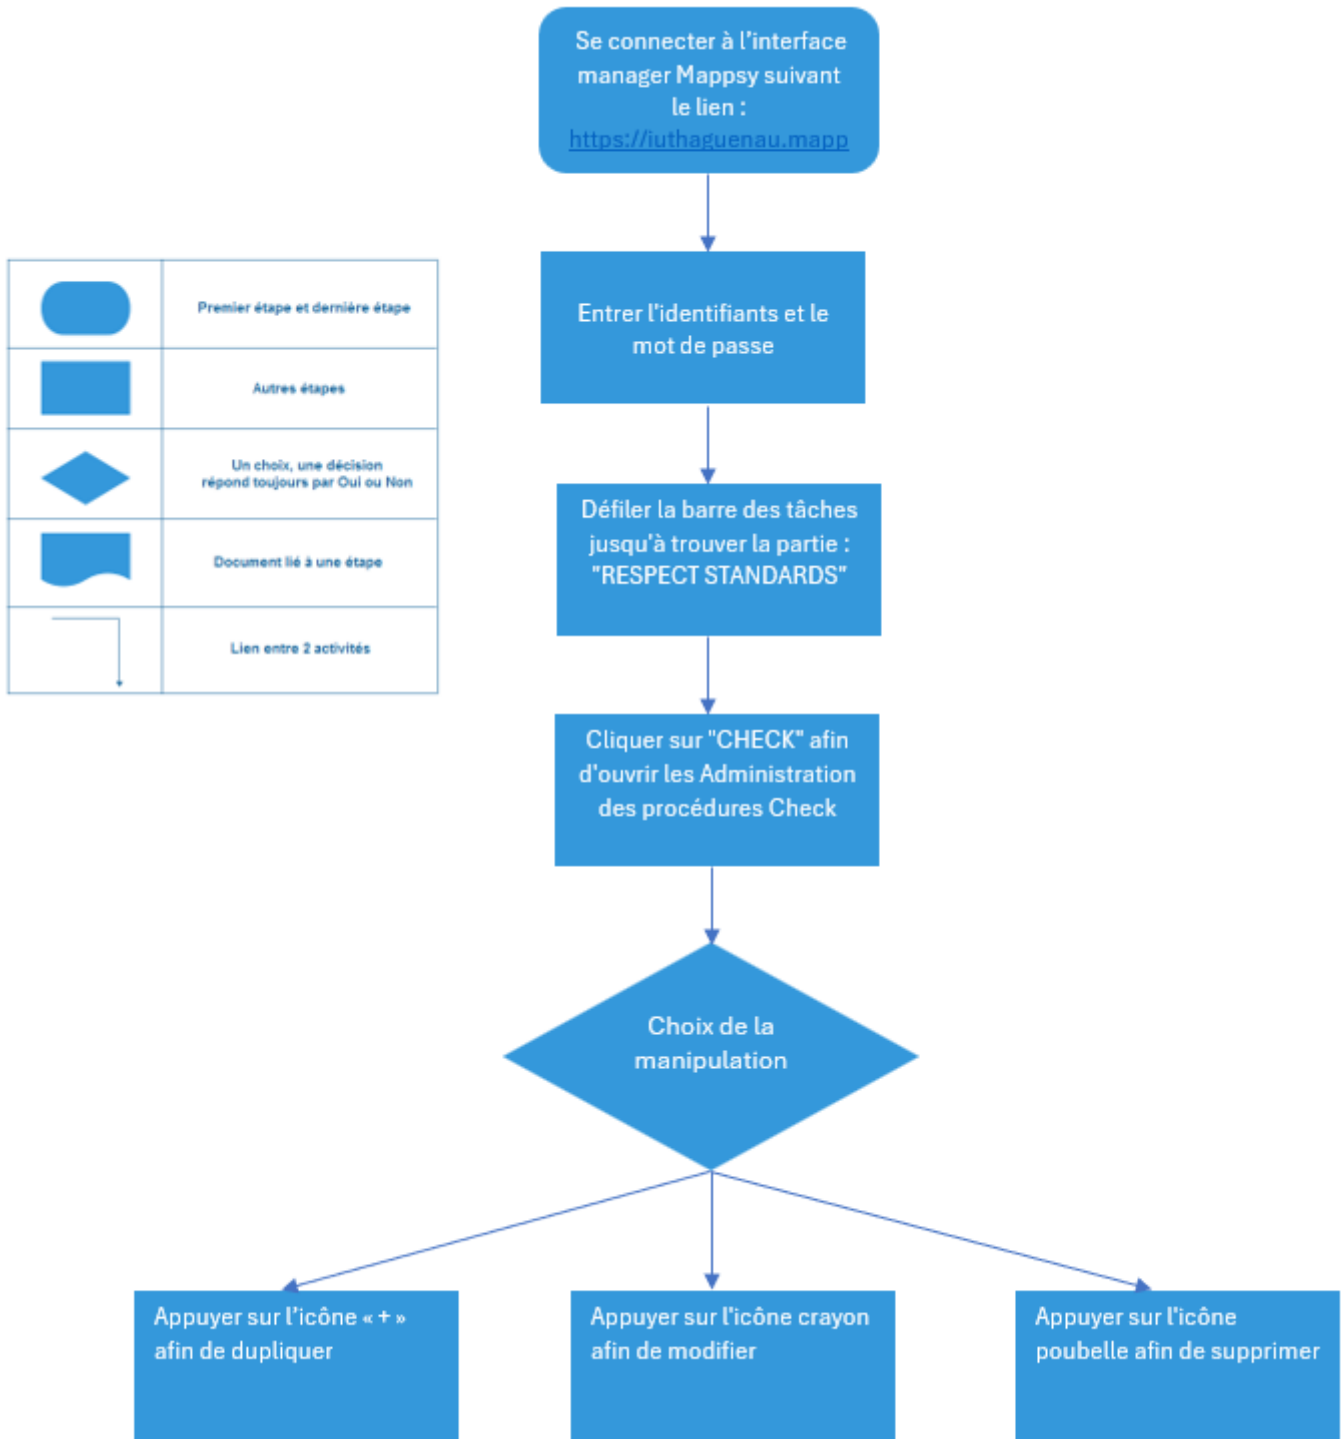 Se connecter à l'interface
manager Mappsy suivant
le lien :
https://iuthaguenau.mapp
Premier étape et dernière étape
Autres étapes
Un choix, une décision
répond toujours par Oui ou Non
Document lié à une étape
Lien entre 2 activités
Entrer l'identifiants et le
mot de passe
Défiler la barre des tâches
jusqu'à trouver la partie :
"RESPECT STANDARDS"
Cliquer sur "CHECK" afin
d'ouvrir les Administration
des procédures Check
Choix de la
manipulation
Appuyer sur l'icône « + »
afin de dupliquer
Appuyer sur l'icône crayon
afin de modifier
Appuyer sur l'icône
poubelle afin de supprimer